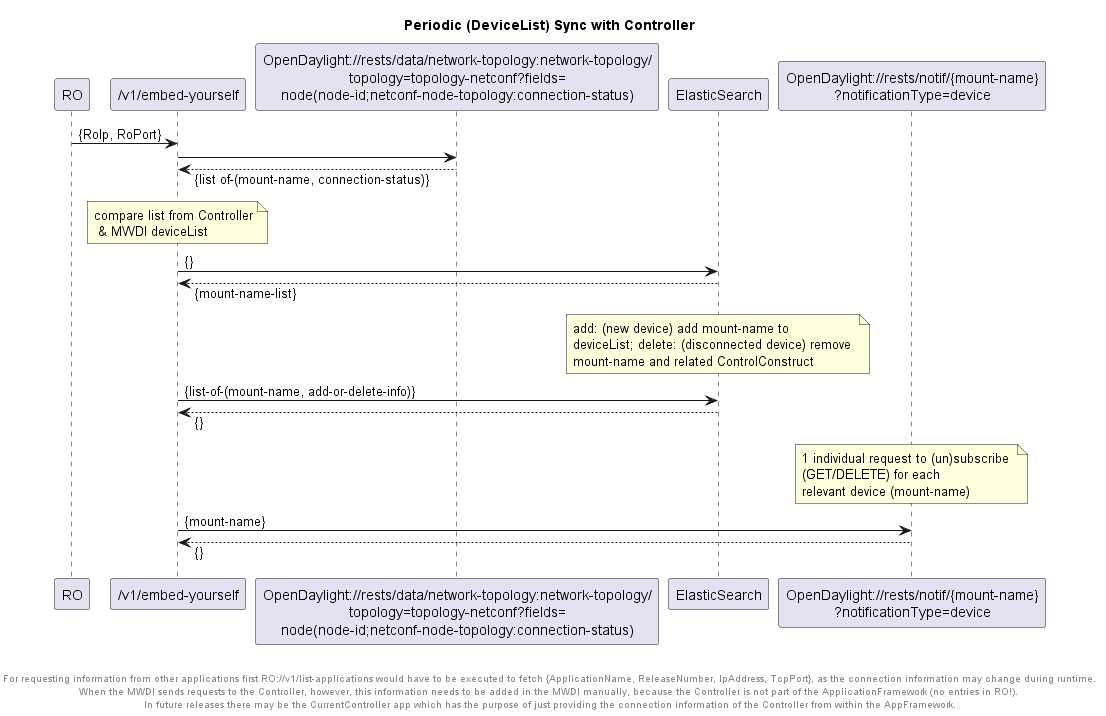 Periodic (DeviceList) Sync with Controller
RO
/v1/embed-yourself
OpenDaylight://rests/data/network-topology:network-topology/
topology=topology-netconf?fields=
node(node-id;netconf-node-topology:connection-status)
ElasticSearch
OpenDaylight://rests/notif/{mount-name}
?notificationType=device
{RoIp, RoPort}
{list of-(mount-name, connection-status)}
compare list from Controller
& MWDI deviceList
{}
{mount-name-list}
add: (new device) add mount-name to
deviceList; delete: (disconnected device) remove
mount-name and related ControlConstruct
{list-of-(mount-name, add-or-delete-info)}
{}
1 individual request to (un)subscribe
(GET/DELETE) for each
relevant device (mount-name)
{mount-name}
{}
RO
/v1/embed-yourself
OpenDaylight://rests/data/network-topology:network-topology/
topology=topology-netconf?fields=
node(node-id;netconf-node-topology:connection-status)
ElasticSearch
OpenDaylight://rests/notif/{mount-name}
?notificationType=device
For requesting information from other applications first RO://v1/list-applications would have to be executed to fetch {ApplicationName, ReleaseNumber, IpAddress, TcpPort}, as the connection information may change during runtime.
When the MWDI sends requests to the Controller, however, this information needs to be added in the MWDI manually, because the Controller is not part of the ApplicationFramework (no entries in RO!).
In future releases there may be the CurrentController app which has the purpose of just providing the connection information of the Controller from within the AppFramework.